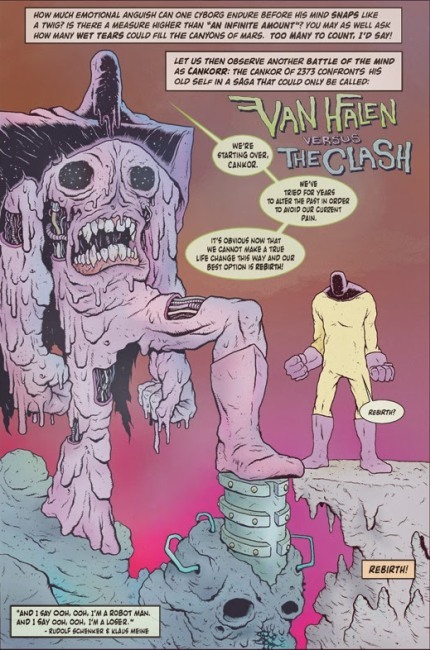 HOW MUCH EMOTIONAL ANGUISH CAN ONE CYBORG ENDURE BEFORE HIS MIND SNAPS LIKE
A TWIG? IS THERE A MEASURE HIGHER THAN "AN INFINITE AMOUNT"? YOU MAY AS WELL ASK
HOW MANY WET TEARS COULD FILL THE CANYONS OF MARS. TOO MANY TO COUNT, I'D SAY!
LET US THEN OBSERVE ANOTHER BATTLE OF THE MIND
AS CANKORR: THE CANKOR OF 2373 CONFRONTS HIS
OLD SELF IN A SAGA THAT COULD ONLY BE CALLED:
VAN HALEN
VERSUS
THE CLASH
WE'RE
STARTING OVER,
CANKOR.
WE'VE
TRIED FOR YEARS
TO ALTER THE PAST IN ORDER
TO AVOID OUR CURRENT
PAIN.
IT'S OBVIOUS NOW THAT
WE CANNOT MAKE A TRUE
LIFE CHANGE THIS WAY AND OUR
BEST OPTION IS REBIRTH!
REBIRTH?
REBIRTH!
"AND I SAY OOH, OOH, I'M A ROBOT MAN.
AND I SAY OOH, OOH, I'M A LOSER."
- RUDOLF SCHENKER & KLAUS MEINE